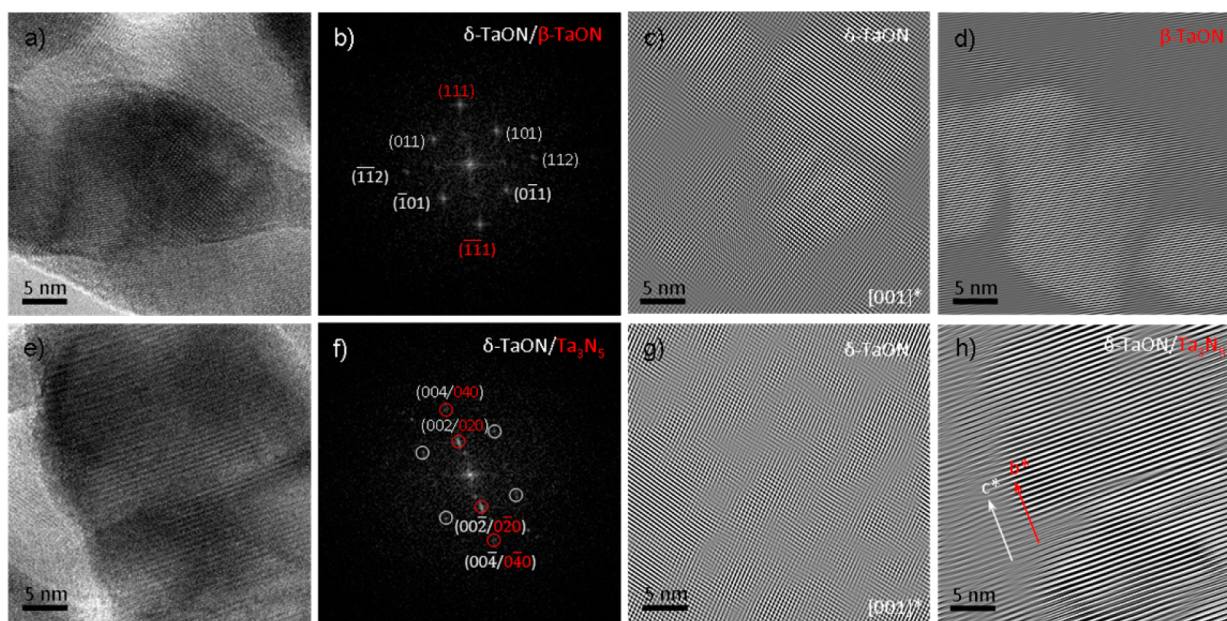 a)
5 nm
b)
δ-TaON/β-TaON
(111)
(011)
(101)
(112)
(1̅1̅2)
(1̅01)
(01̅1)
(1̅1̅1)
c)
δ-TaON
[001]*
d)
β-TaON
5 nm
5 nm
e)
5 nm
f)
δ-TaON/Ta₃N₅
(004/040)
(002/020)
(002̅/02̅0)
(004̅/04̅0)
g)
δ-TaON
5 nm
[001]*
h)
δ-TaON/Ta₃N₅
b*
c*
5 nm